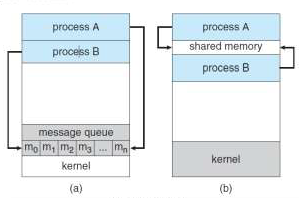 process A
process B
message queue
m0 m1 m2 m3 ... mn
kernel
(a)
process A
shared memory
process B
kernel
(b)